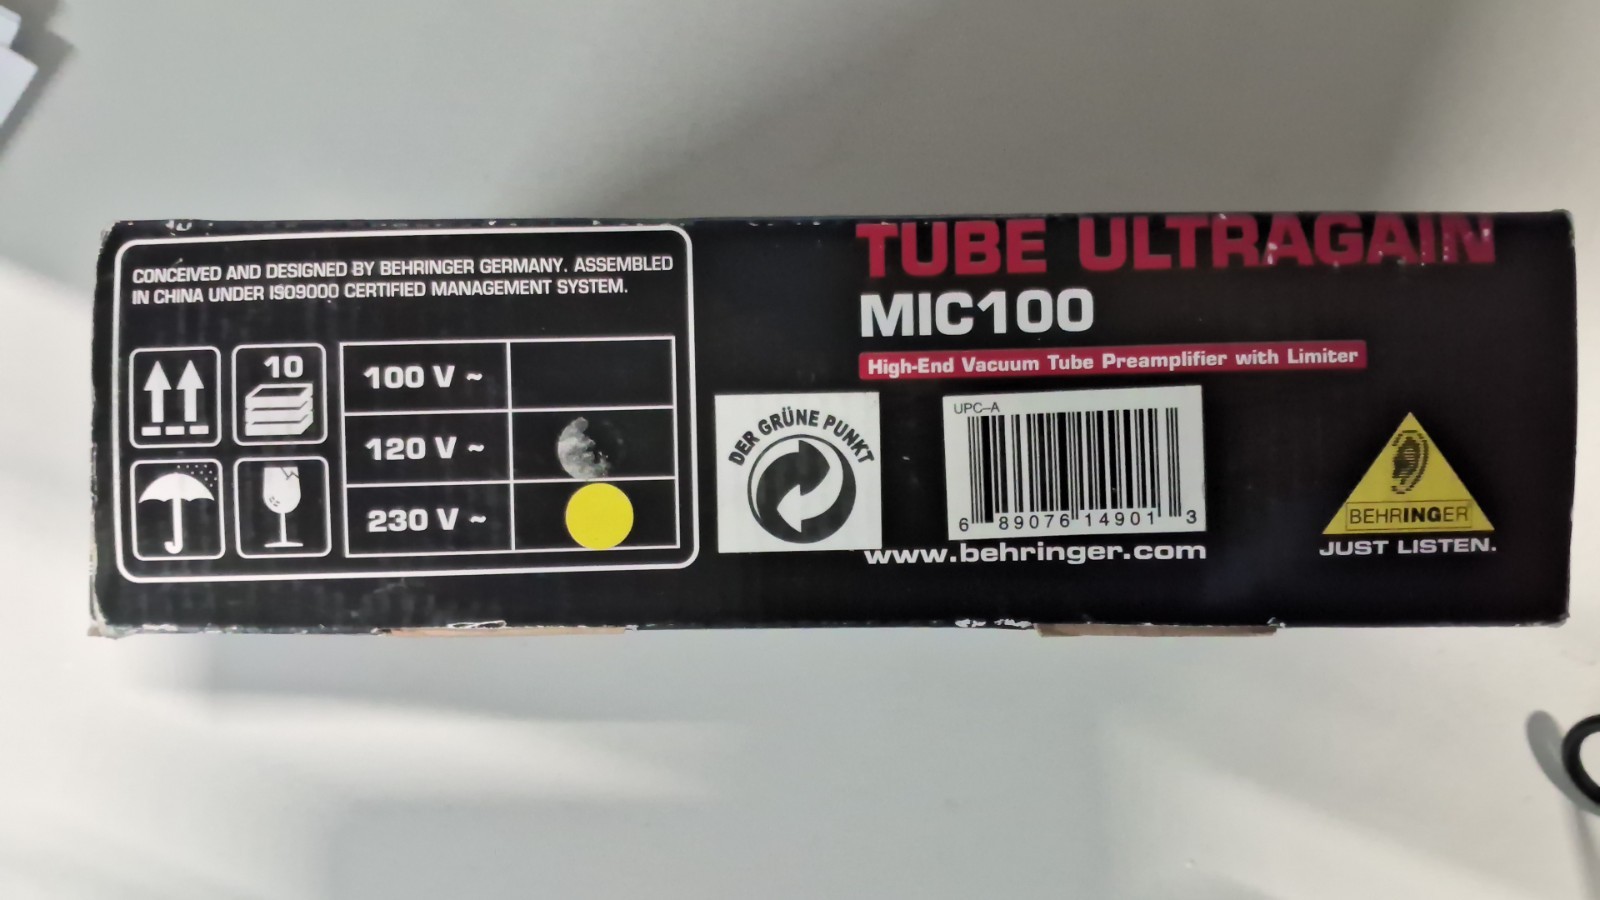 CONCEIVED AND DESIGNED BY BEHRINGER GERMANY. ASSEMBLED
IN CHINA UNDER ISO9000 CERTIFIED MANAGEMENT SYSTEM.
10
100 V ~
120 V ~
230 V ~
DER GRÜNE PUNKT
TUBE ULTRAGAIN
MIC100
High-End Vacuum Tube Preamplifier with Limiter
UPC-A
6 89076 14901 3
www.behringer.com
BEHRINGER
JUST LISTEN.